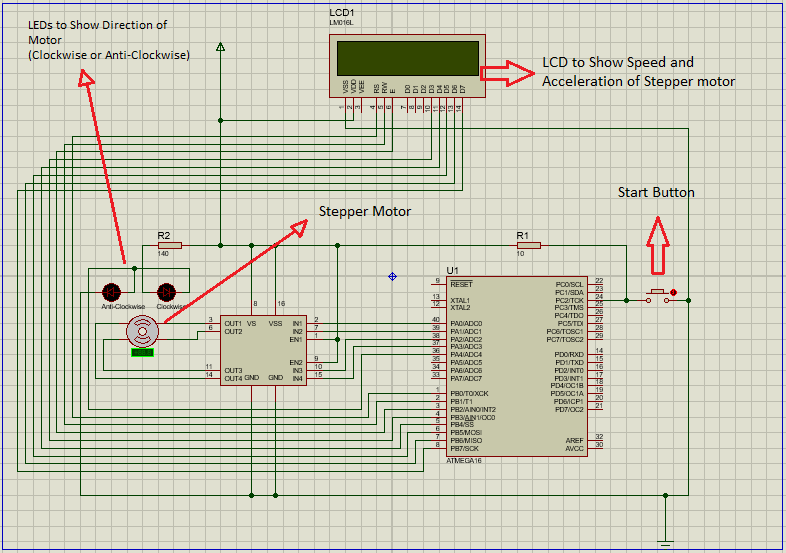 LEDs to Show Direction of
Motor
(Clockwise or Anti-Clockwise)
LCD1
LM016L
LCD to Show Speed and
Acceleration of Stepper motor
VSS VDD VEE RS RW E D0 D1 D2 D3 D4 D5 D6 D7
1 2 3 4 5 6 7 8 9 10 11 12 13 14
Start Button
Stepper Motor
R2
140
R1
10
Anti-Clockwise
U1
9 RESET
13 XTAL1
12 XTAL2
40 PA0/ADC0
39 PA1/ADC1
38 PA2/ADC2
37 PA3/ADC3
36 PA4/ADC4
35 PA5/ADC5
34 PA6/ADC6
33 PA7/ADC7
1 PB0/T0/XCK
2 PB1/T1
3 PB2/AIN0/INT2
4 PB3/AIN1/OC0
5 PB4/SS
6 PB5/MOSI
7 PB6/MISO
8 PB7/SCK
PC0/SCL 22
PC1/SDA 23
PC2/TCK 24
PC3/TMS 25
PC4/TDO 26
PC5/TDI 27
PC6/TOSC1 28
PC7/TOSC2 29
PD0/RXD 14
PD1/TXD 15
PD2/INT0 16
PD3/INT1 17
PD4/OC1B 18
PD5/OC1A 19
PD6/ICP1 20
PD7/OC2 21
AREF 32
AVCC 30
ATMEGA16
8 16
3 OUT1 VS VSS IN1 2
6 OUT2 IN2 7
EN1 1
EN2 9
11 OUT3 IN3 10
14 OUT4 GND GND IN4 15